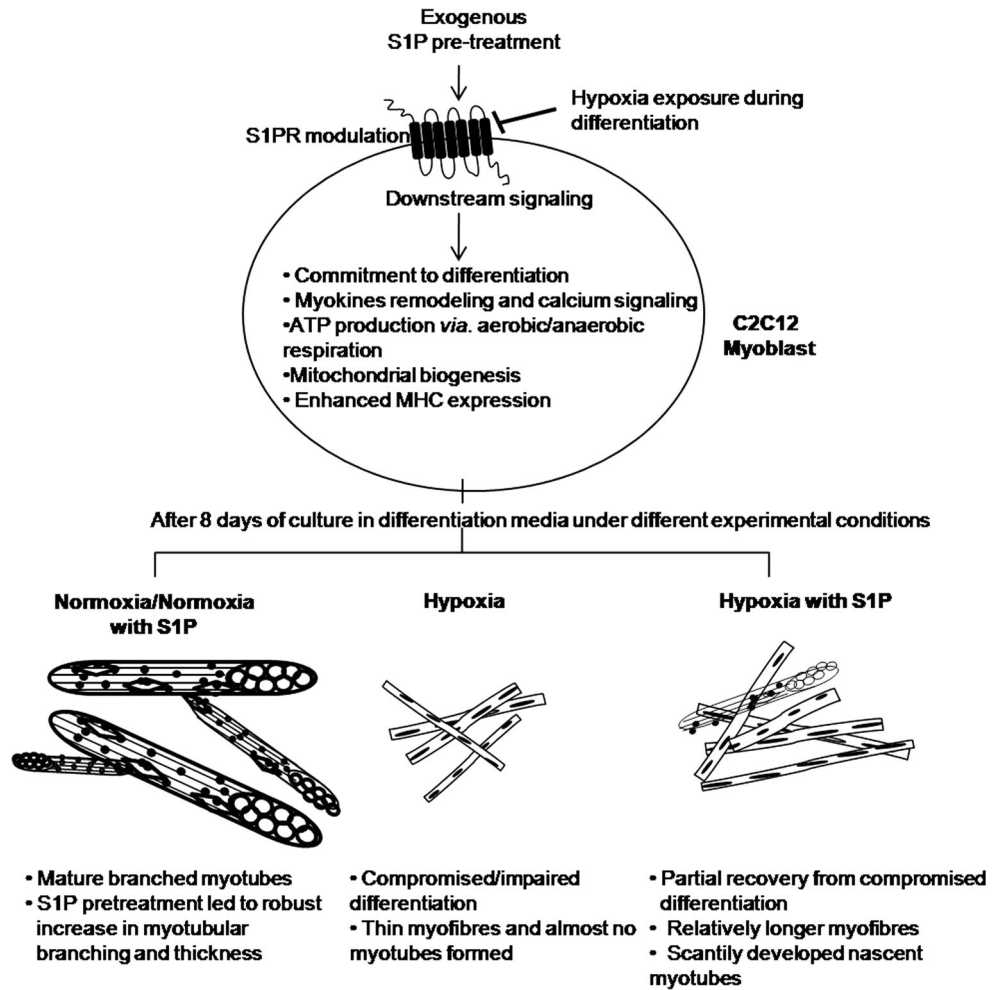 Exogenous
S1P pre-treatment
Hypoxia exposure during
differentiation
S1PR modulation
Downstream signaling
• Commitment to differentiation
• Myokines remodeling and calcium signaling
•ATP production via. aerobic/anaerobic
respiration
•Mitochondrial biogenesis
• Enhanced MHC expression
C2C12
Myoblast
After 8 days of culture in differentiation media under different experimental conditions
Normoxia/Normoxia
with S1P
Hypoxia
Hypoxia with S1P
• Mature branched myotubes
• S1P pretreatment led to robust
increase in myotubular
branching and thickness
• Compromised/impaired
differentiation
• Thin myofibres and almost no
myotubes formed
• Partial recovery from compromised
differentiation
• Relatively longer myofibres
• Scantily developed nascent
myotubes